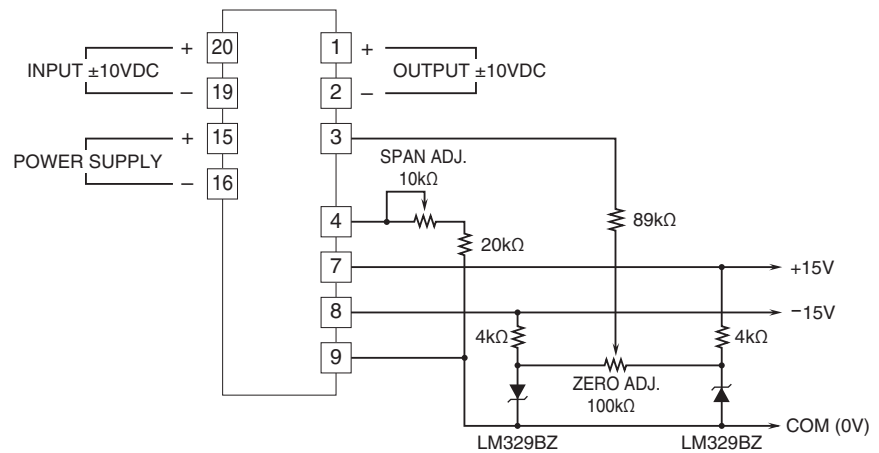 20
1
+
+
INPUT ±10VDC
OUTPUT ±10VDC
19
2
−
−
15
3
+
POWER SUPPLY
SPAN ADJ.
10kΩ
16
−
4
89kΩ
20kΩ
7
+15V
8
−15V
4kΩ
4kΩ
9
ZERO ADJ.
100kΩ
COM (0V)
LM329BZ
LM329BZ